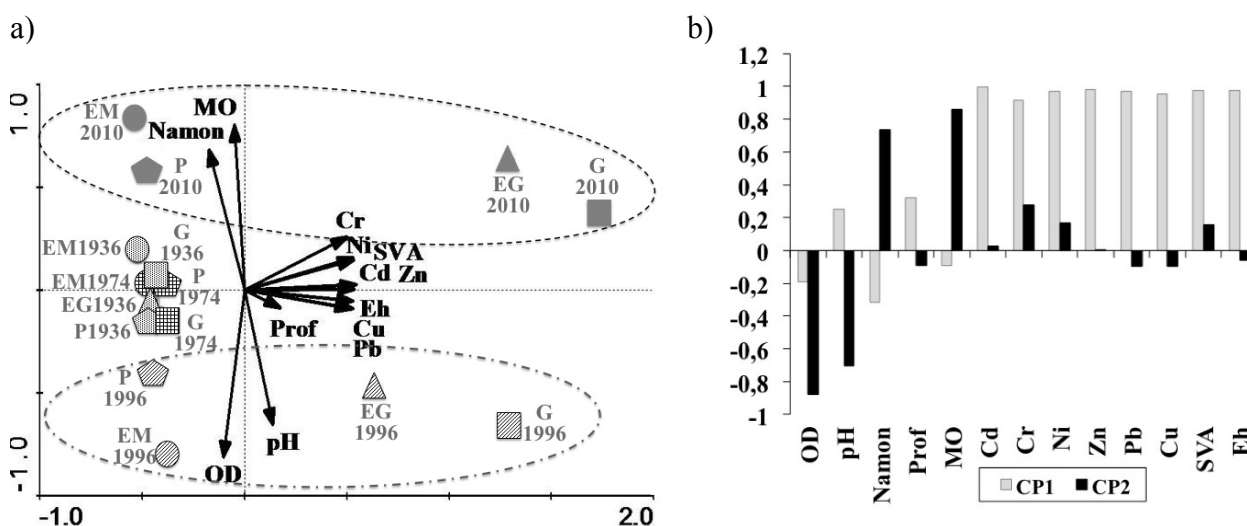 a)
b)
1.0
-1.0
-1.0
2.0
EM
2010
MO
Namon
P
2010
EG
2010
G
2010
Cr
Ni
SVA
Cd
Zn
Eh
Cu
Pb
Prof
EM1936
G
1936
EM1974
P
1974
EG1936
P1936
G
1974
P
1996
EM
1996
EG
1996
G
1996
pH
OD
1,2
1
0,8
0,6
0,4
0,2
0
-0,2
-0,4
-0,6
-0,8
-1
OD
pH
Namon
Prof
MO
Cd
Cr
Ni
Zn
Pb
Cu
SVA
Eh
CP1
CP2